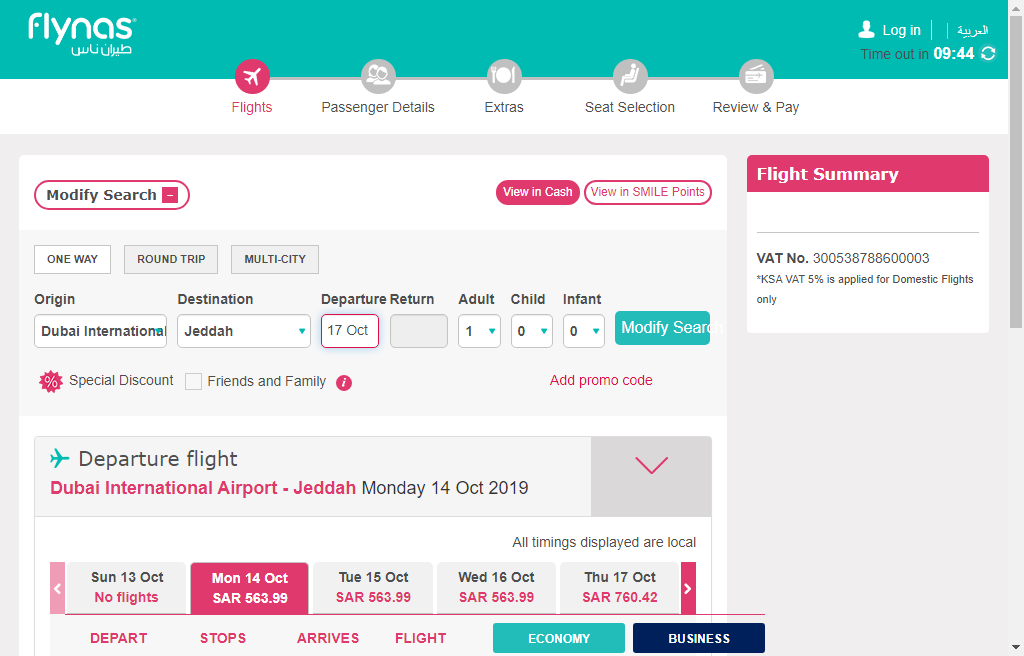 flynas
طيران ناس
Log in
العربية
Time out in 09:44
Flights
Passenger Details
Extras
Seat Selection
Review & Pay
Modify Search
View in Cash
View in SMILE Points
Flight Summary
ONE WAY
ROUND TRIP
MULTI-CITY
VAT No. 300538788600003
*KSA VAT 5% is applied for Domestic Flights
only
Origin
Destination
Departure
Return
Adult
Child
Infant
Dubai International
Jeddah
17 Oct
1
0
0
Modify Search
Special Discount
Friends and Family
i
Add promo code
Departure flight
Dubai International Airport - Jeddah Monday 14 Oct 2019
All timings displayed are local
Sun 13 Oct
No flights
Mon 14 Oct
SAR 563.99
Tue 15 Oct
SAR 563.99
Wed 16 Oct
SAR 563.99
Thu 17 Oct
SAR 760.42
DEPART
STOPS
ARRIVES
FLIGHT
ECONOMY
BUSINESS